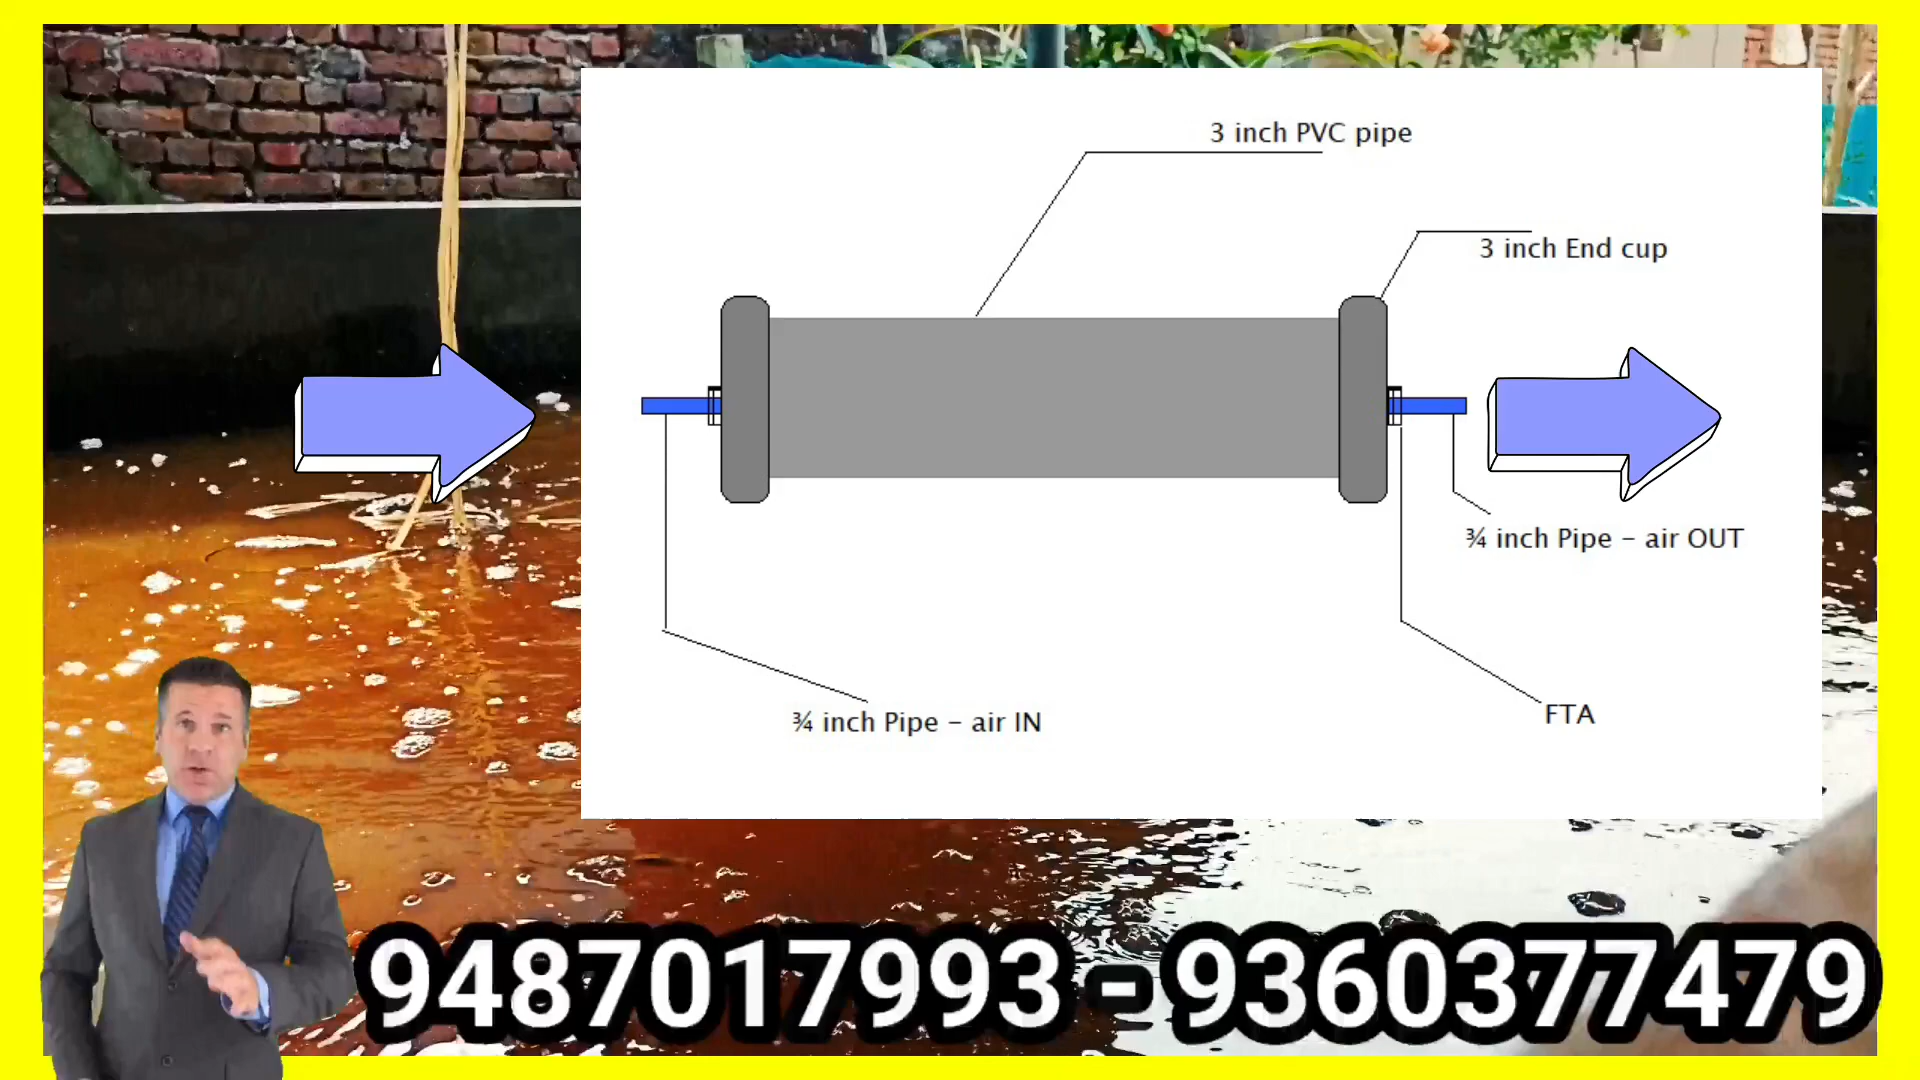 3 inch PVC pipe
3 inch End cup
¾ inch Pipe – air OUT
FTA
¾ inch Pipe – air IN
9487017993 - 9360377479